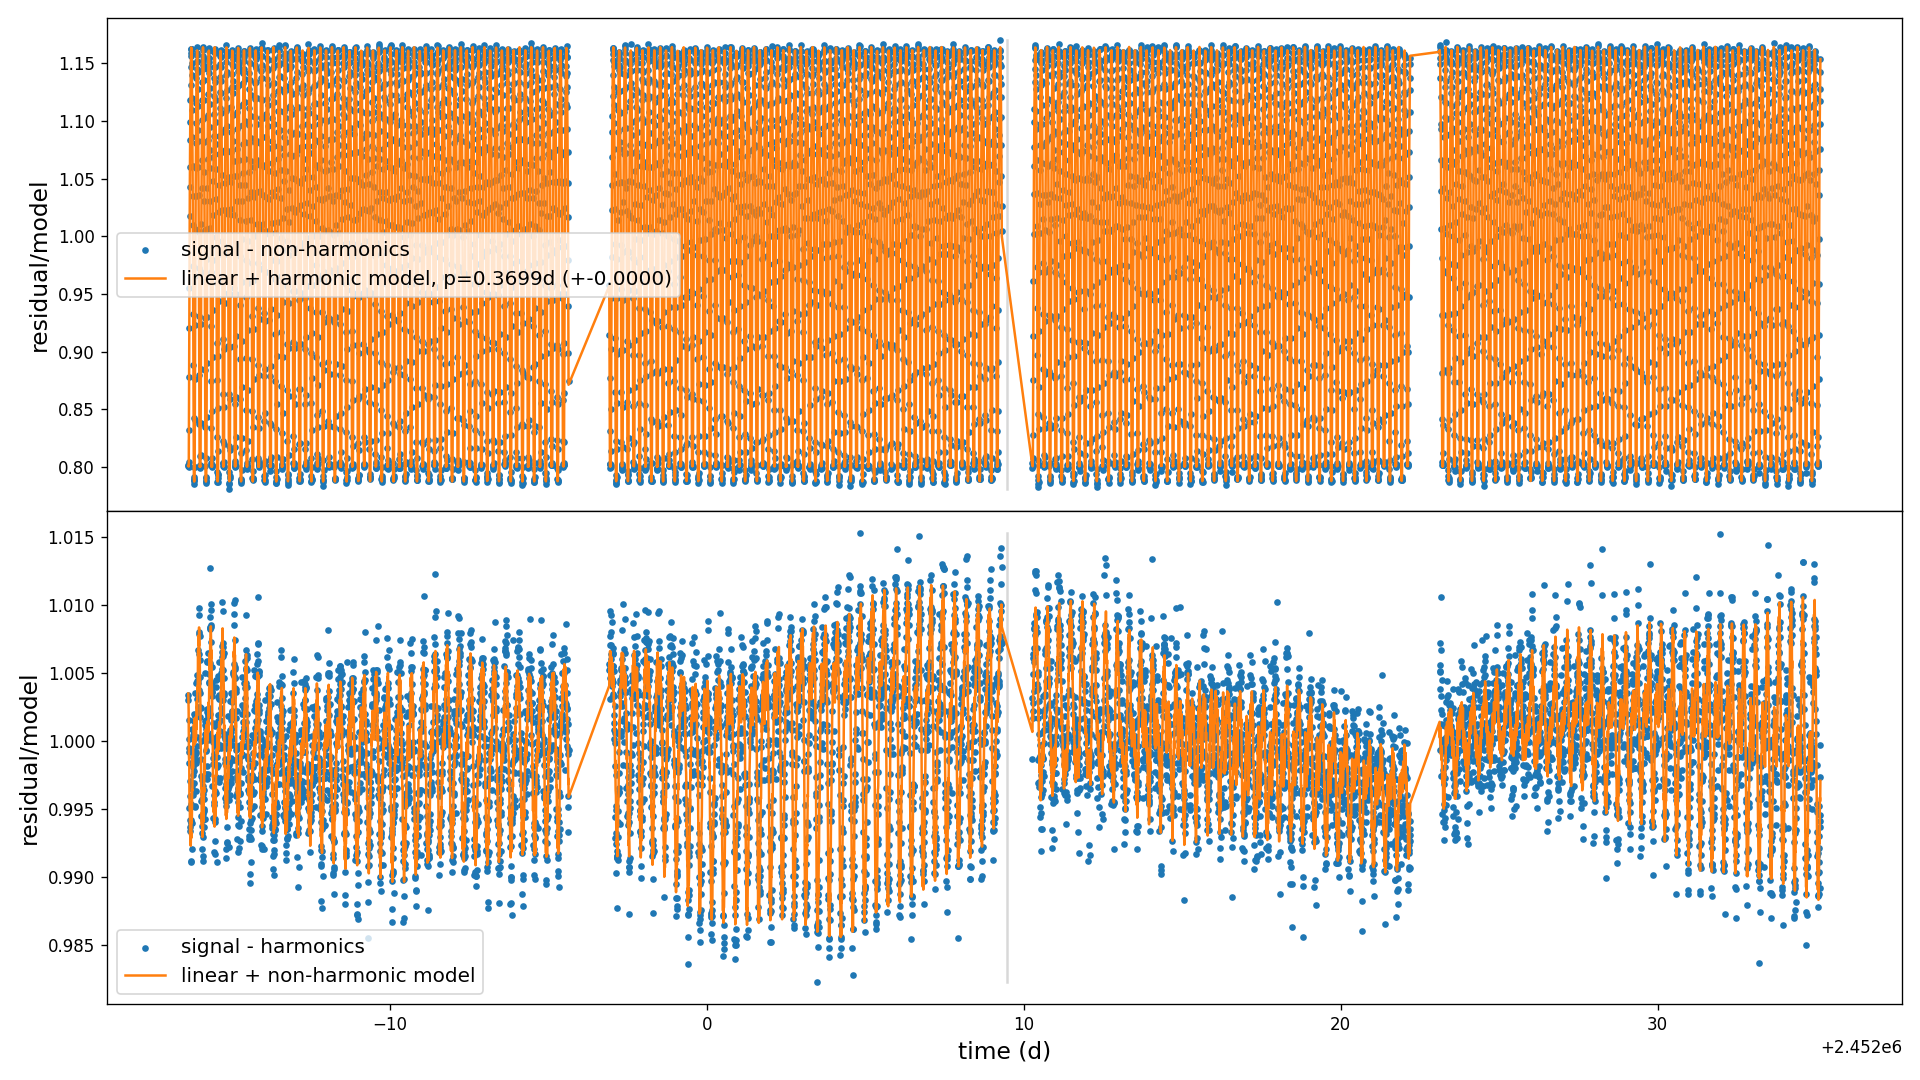 1.15
1.10
1.05
1.00
0.95
0.90
0.85
0.80
residual/model
signal - non-harmonics
linear + harmonic model, p=0.3699d (+-0.0000)
1.015
1.010
1.005
1.000
0.995
0.990
0.985
residual/model
signal - harmonics
linear + non-harmonic model
−10
0
10
20
30
time (d)
+2.452e6